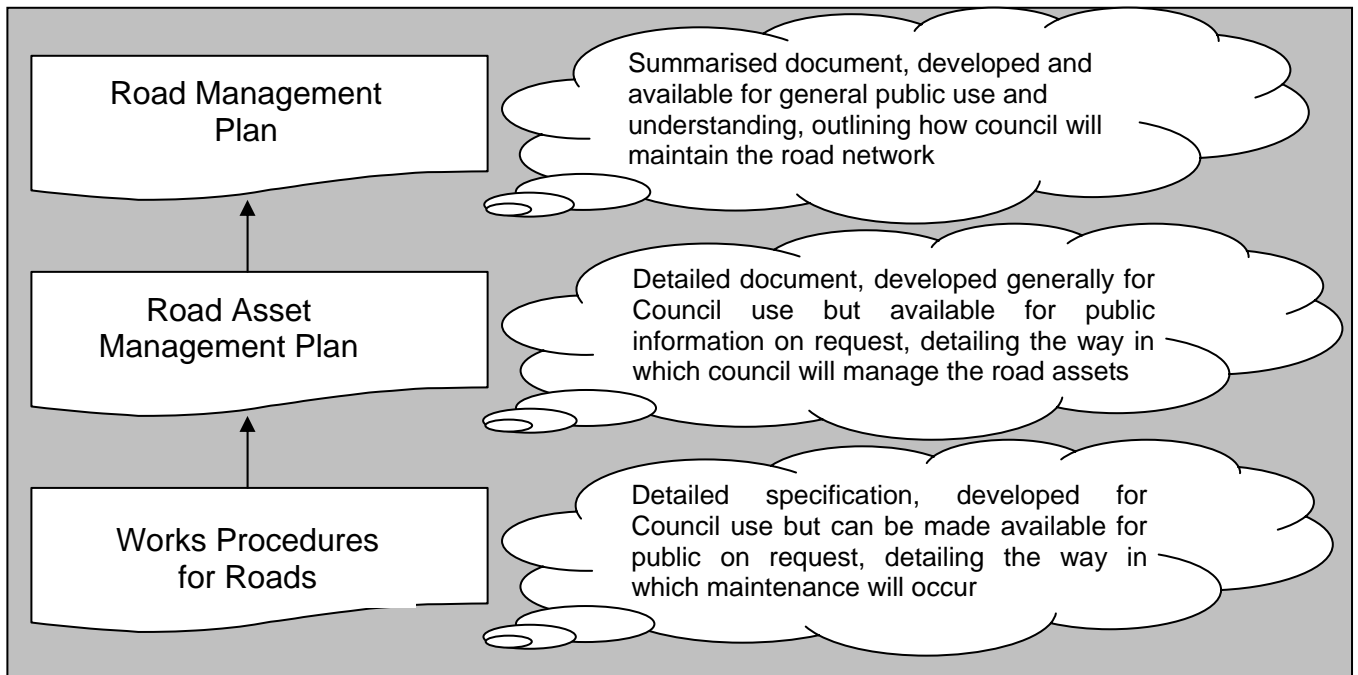 Road Management
Plan
Summarised document, developed and
available for general public use and
understanding, outlining how council will
maintain the road network
Road Asset
Management Plan
Detailed document, developed generally for
Council use but available for public
information on request, detailing the way in
which council will manage the road assets
Works Procedures
for Roads
Detailed specification, developed for
Council use but can be made available for
public on request, detailing the way in
which maintenance will occur